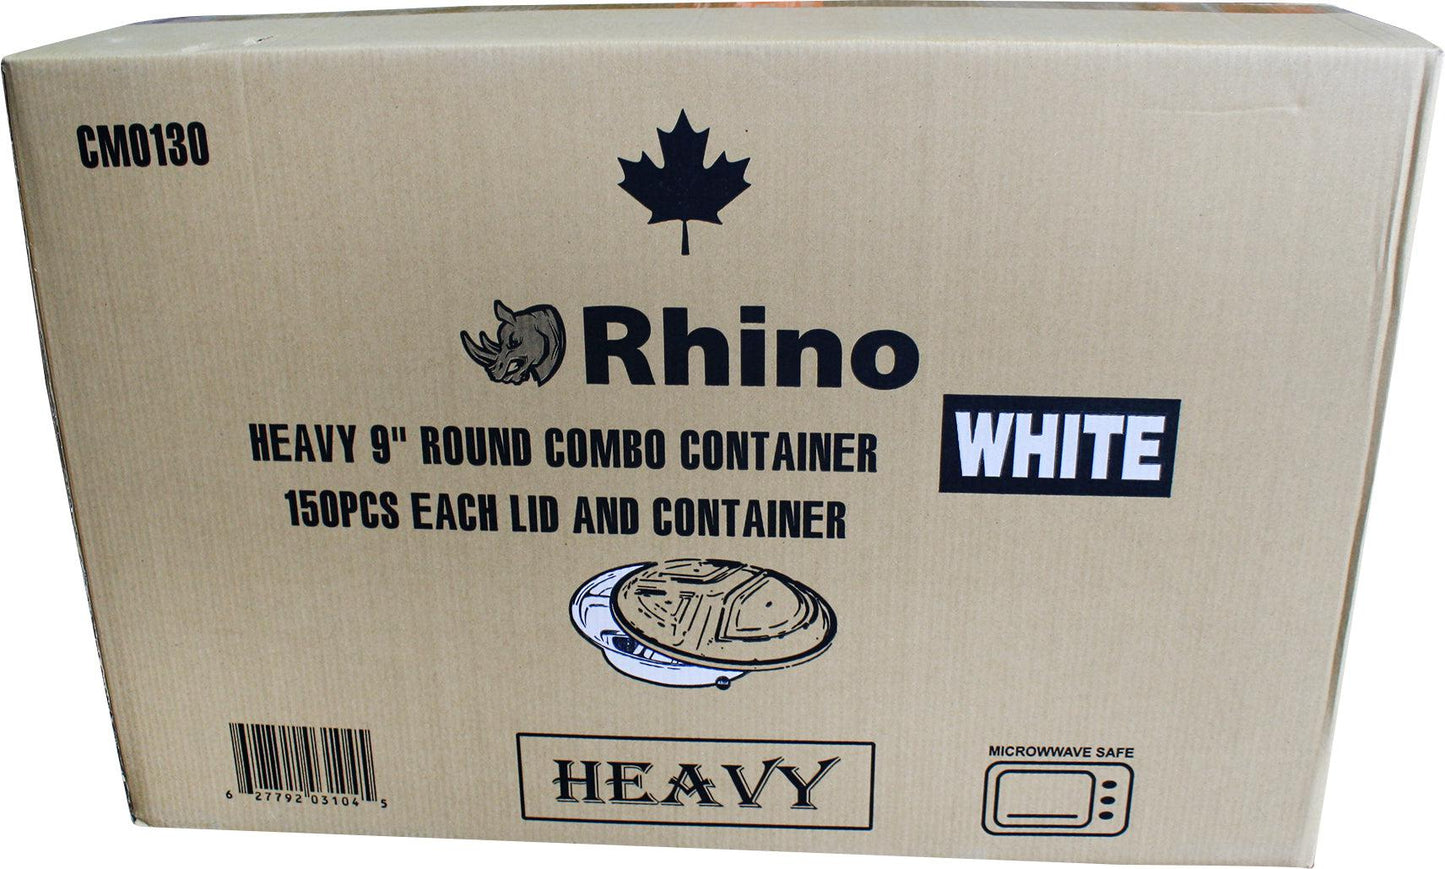 CM0130
Rhino
HEAVY 9" ROUND COMBO CONTAINER
WHITE
150PCS EACH LID AND CONTAINER
HEAVY
MICROWWAVE SAFE
6 27792 03104 5